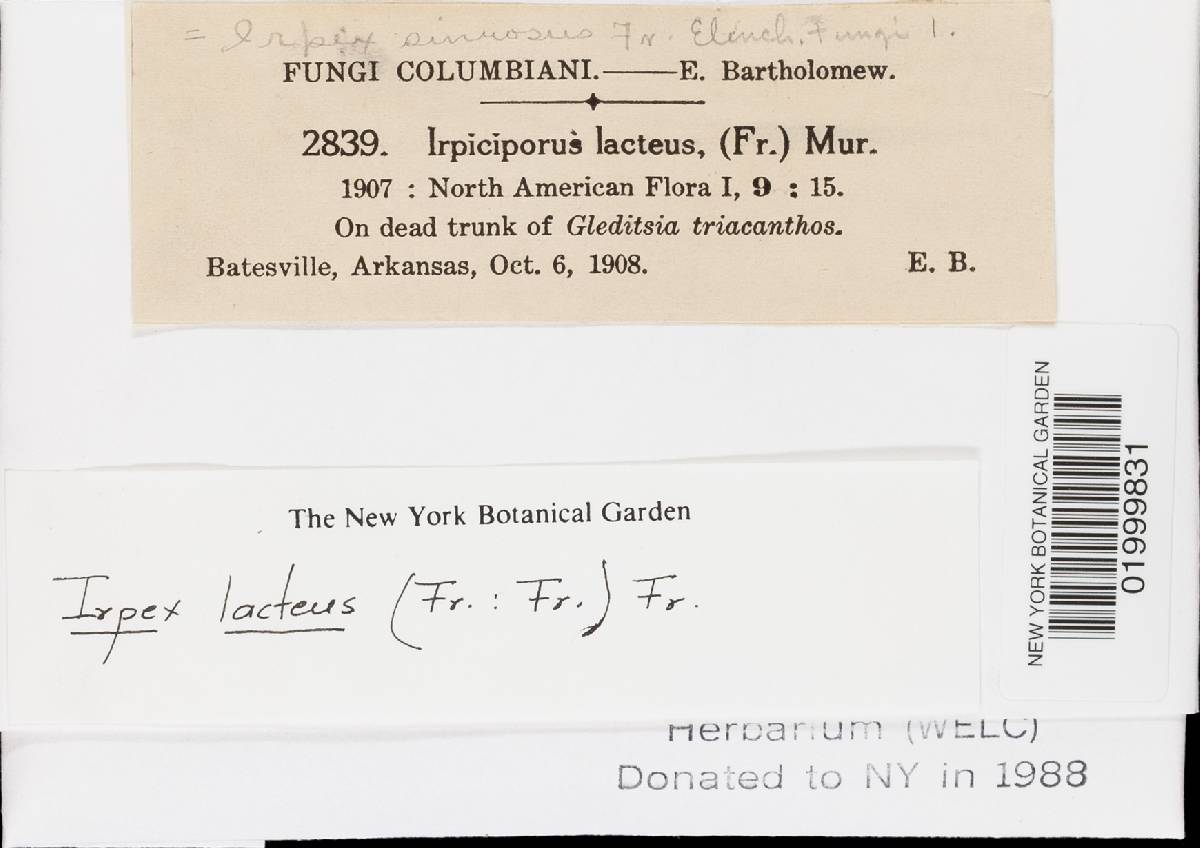 = Irpex sinuosus Fr. Elench. Fungi 1.
FUNGI COLUMBIANI.——E. Bartholomew.
2839. Irpiciporus lacteus, (Fr.) Mur.
1907 : North American Flora I, 9 : 15.
On dead trunk of Gleditsia triacanthos.
Batesville, Arkansas, Oct. 6, 1908. E. B.
NEW YORK BOTANICAL GARDEN
01999831
The New York Botanical Garden
Irpex lacteus (Fr. : Fr.) Fr.
Herbarium (WELC)
Donated to NY in 1988